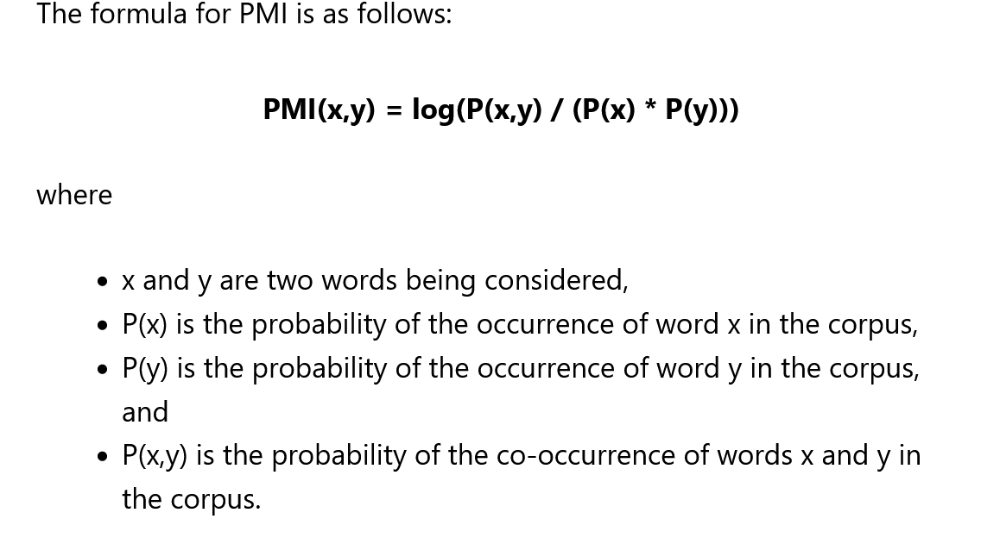 The formula for PMI is as follows:
PMI(x,y) = log(P(x,y) / (P(x) * P(y)))
where
• x and y are two words being considered,
• P(x) is the probability of the occurrence of word x in the corpus,
• P(y) is the probability of the occurrence of word y in the corpus,
and
• P(x,y) is the probability of the co-occurrence of words x and y in
the corpus.